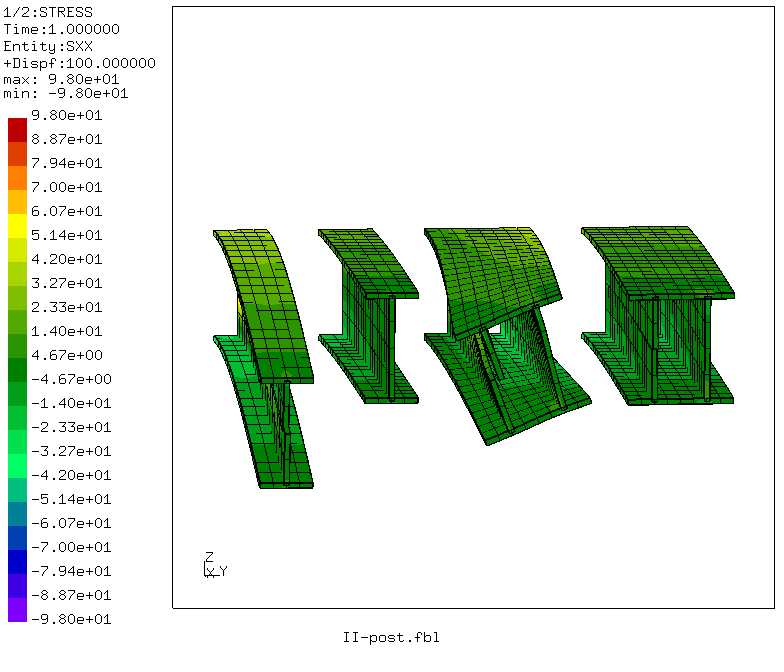 1/2:STRESS
Time:1.000000
Entity:SXX
+Dispf:100.000000
max: 9.80e+01
min: -9.80e+01
9.80e+01
8.87e+01
7.94e+01
7.00e+01
6.07e+01
5.14e+01
4.20e+01
3.27e+01
2.33e+01
1.40e+01
4.67e+00
-4.67e+00
-1.40e+01
-2.33e+01
-3.27e+01
-4.20e+01
-5.14e+01
-6.07e+01
-7.00e+01
-7.94e+01
-8.87e+01
-9.80e+01
Z
X Y
II-post.fbl